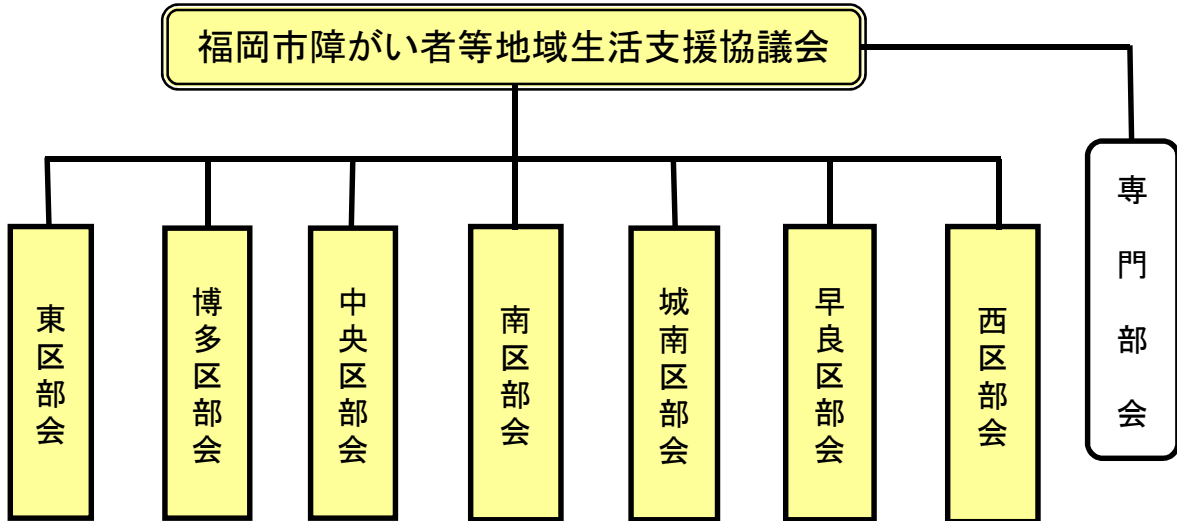 福岡市障がい者等地域生活支援協議会
東区部会
博多区部会
中央区部会
南区部会
城南区部会
早良区部会
西区部会
専門部会